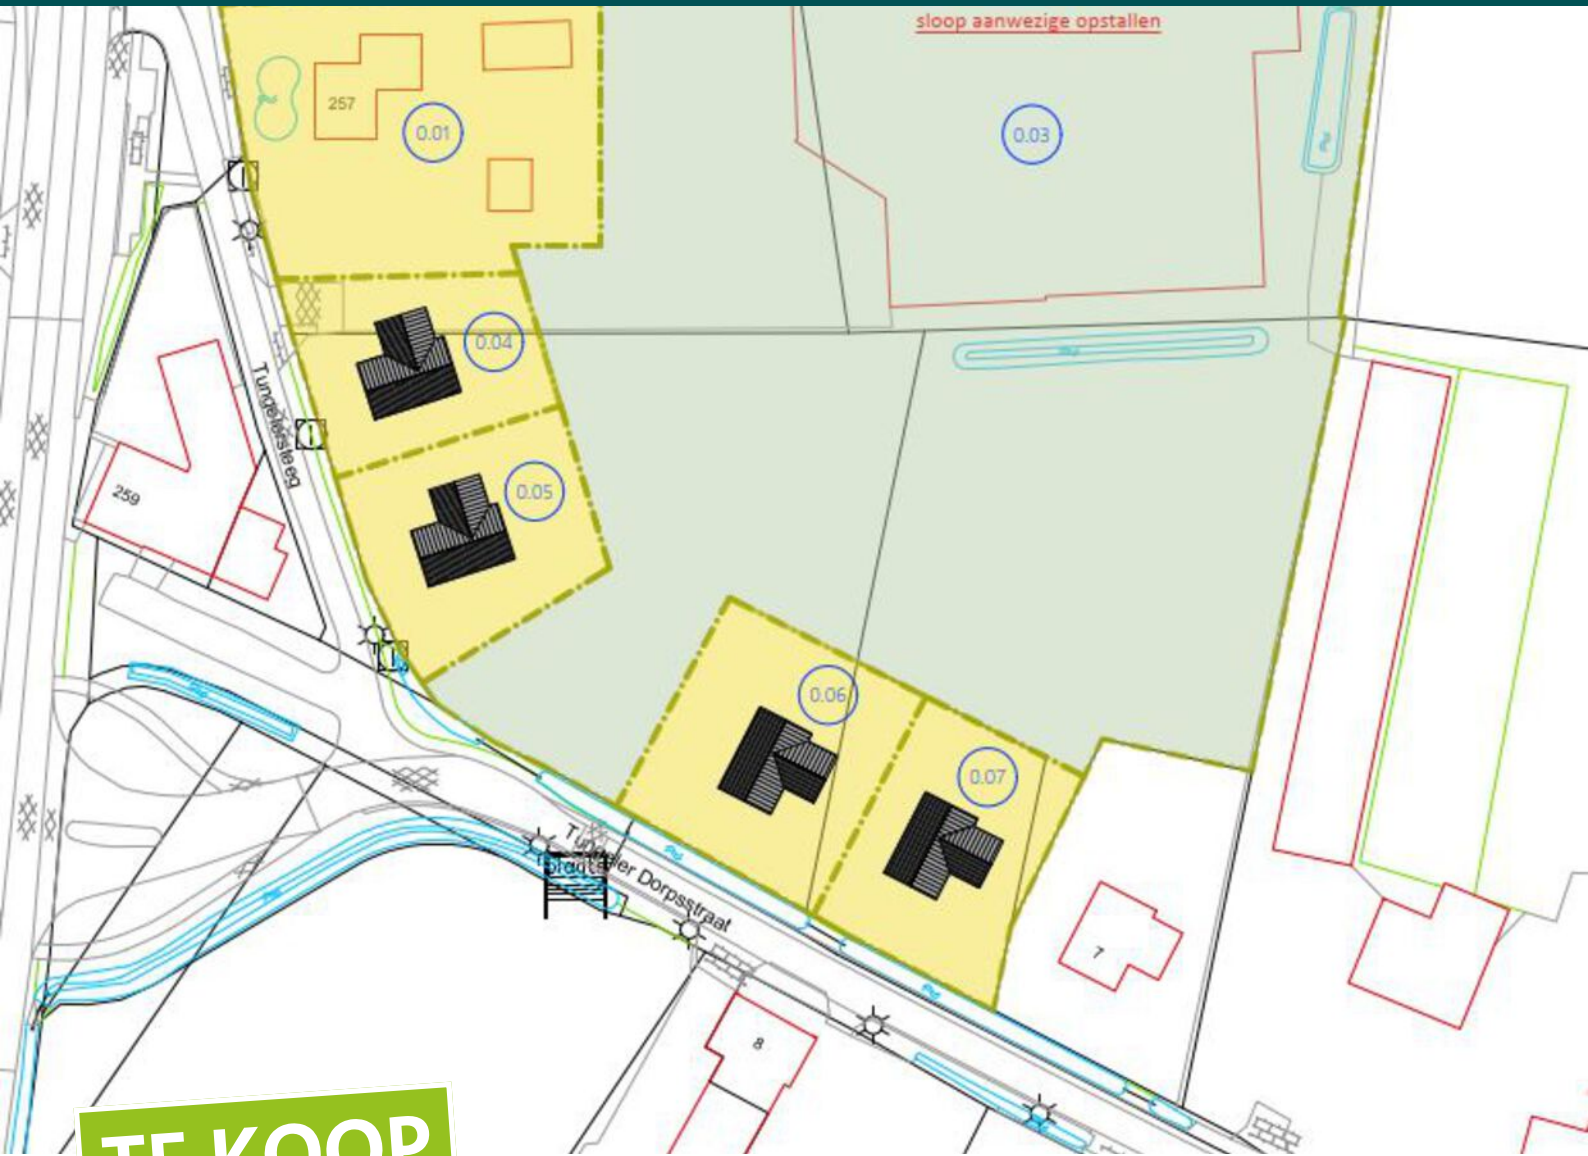 sloop aanwezige opstallen
257
0.01
0.03
0.04
Tungelersteeg
0.05
259
0.06
0.07
Tungeler Dorpsstraat
plaats
7
8
TE KOOP